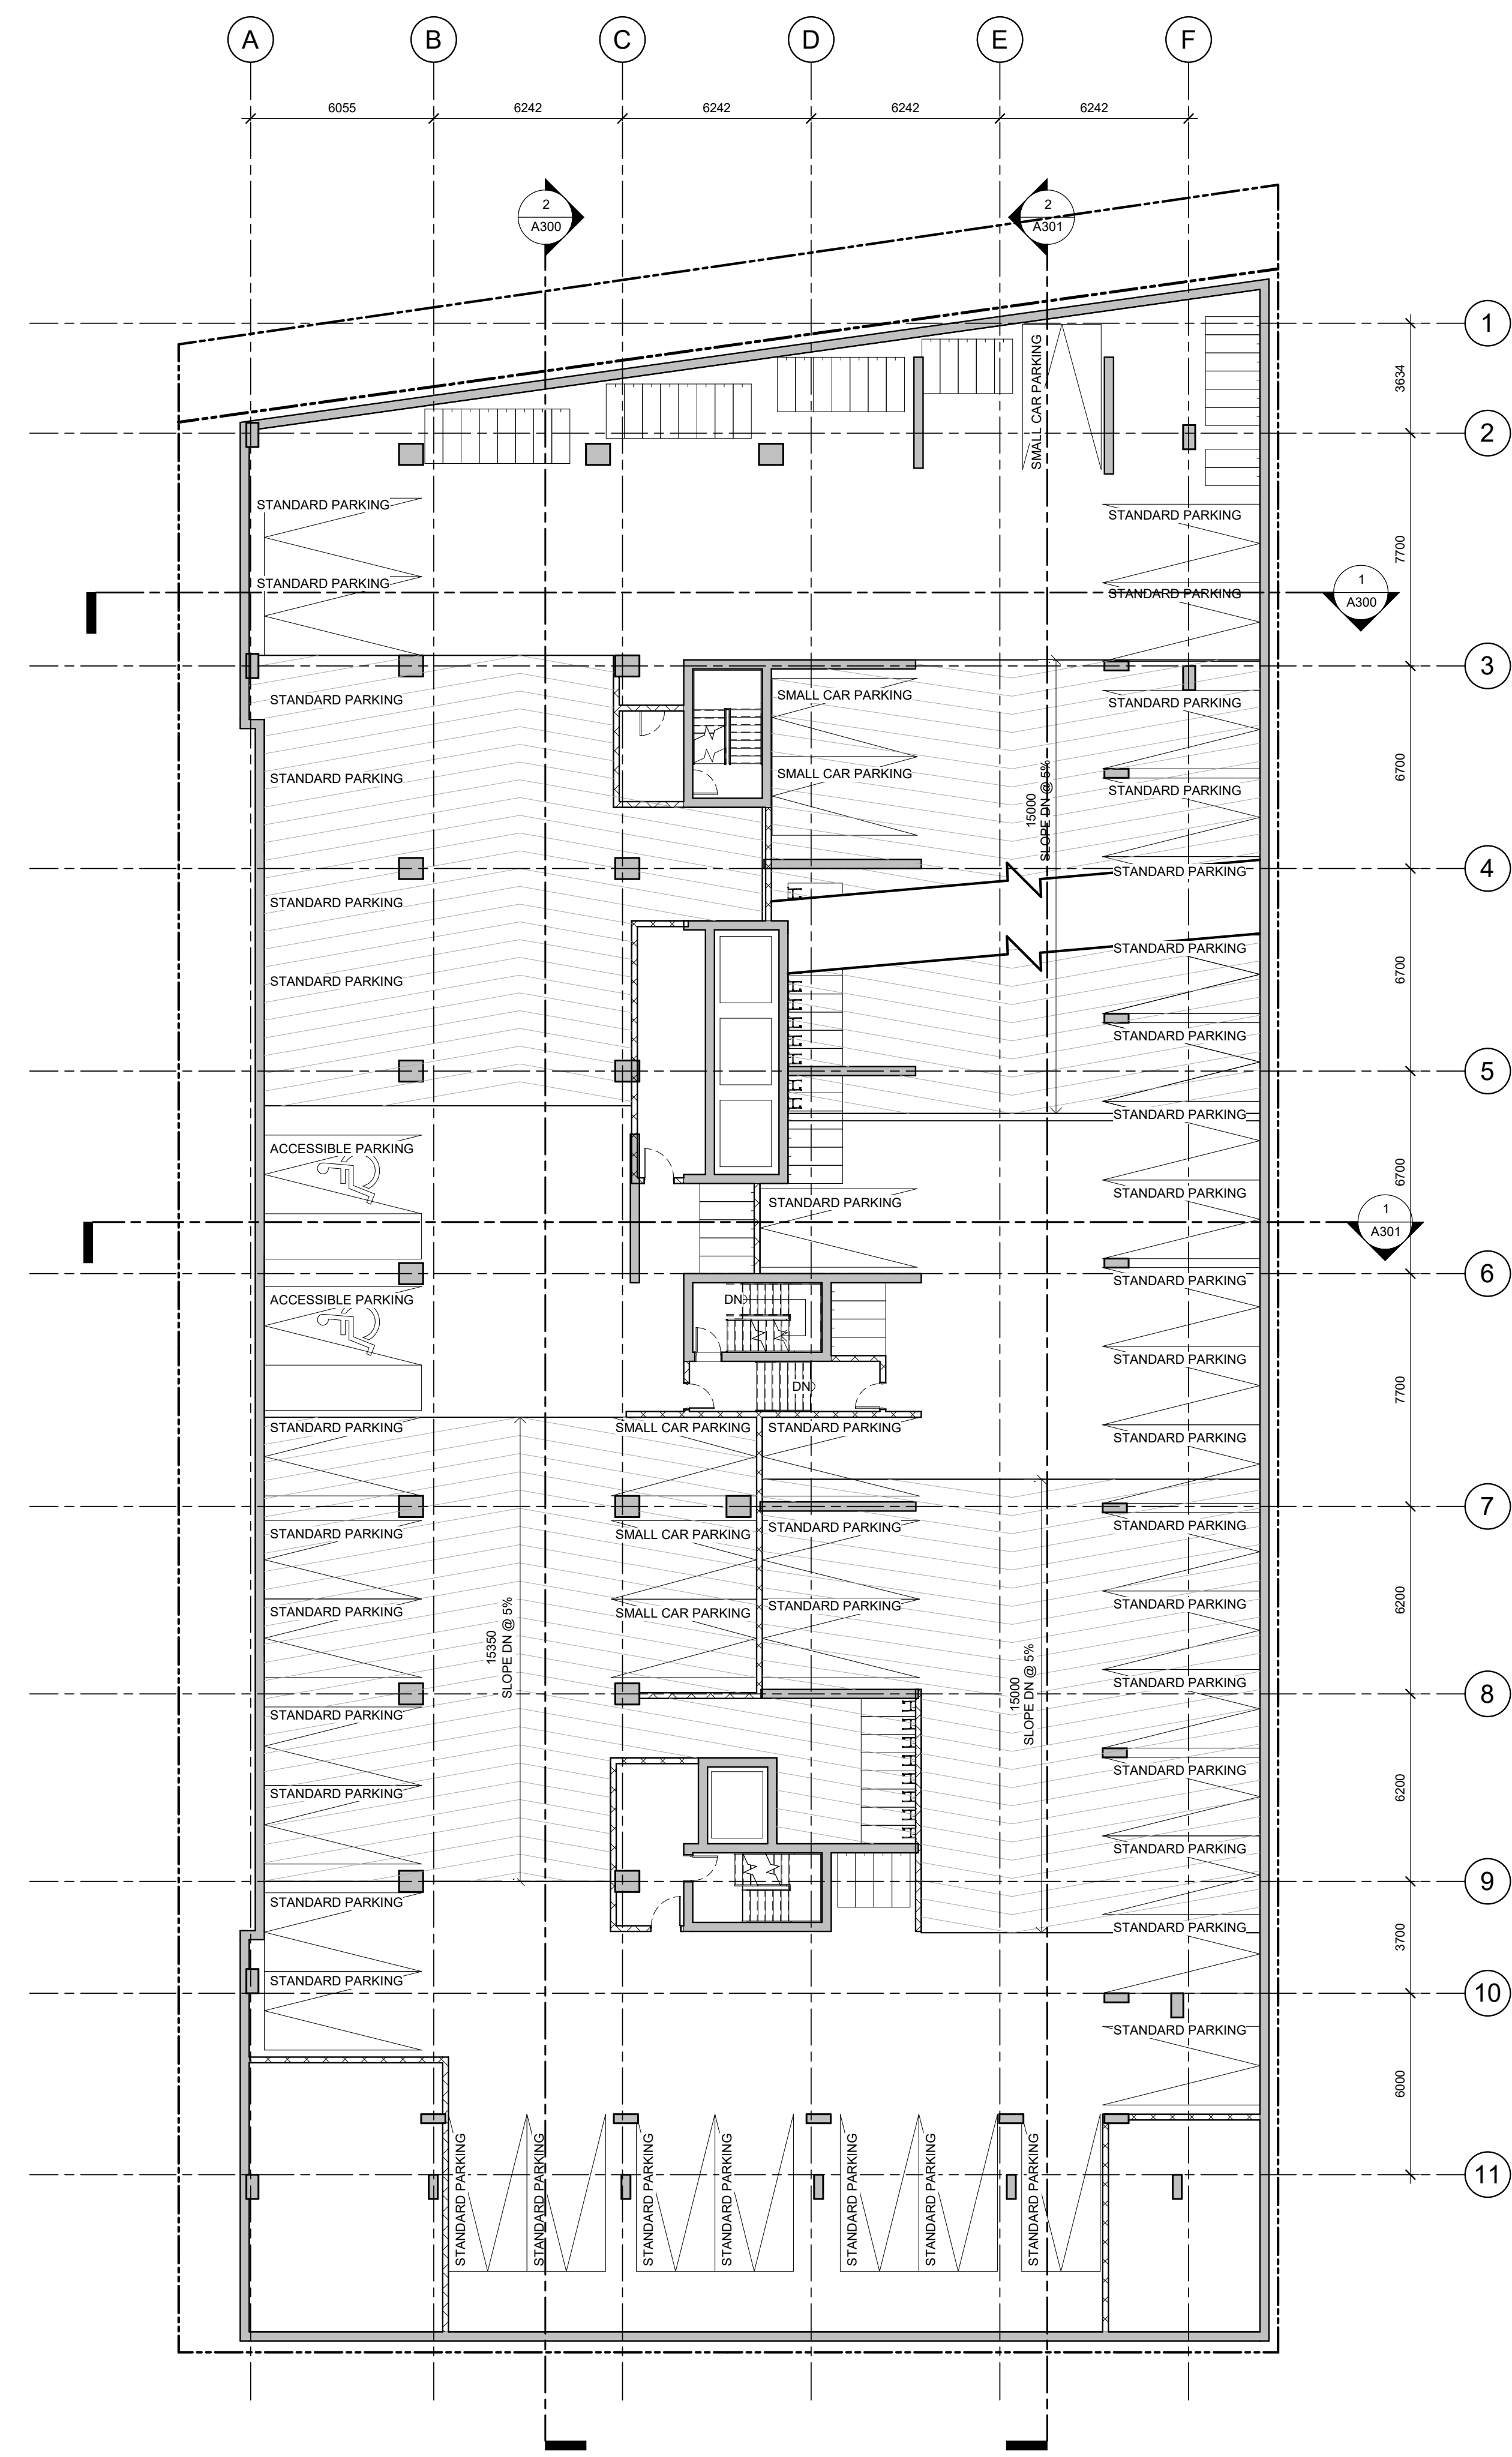 A
B
C
D
E
F
6055
6242
6242
6242
6242
2
A300
2
A301
1
3634
SMALL CAR PARKING
2
STANDARD PARKING
STANDARD PARKING
7700
STANDARD PARKING
STANDARD PARKING
1
A300
3
STANDARD PARKING
SMALL CAR PARKING
STANDARD PARKING
6700
STANDARD PARKING
SMALL CAR PARKING
STANDARD PARKING
15000
SLOPE DN @ 5%
4
STANDARD PARKING
STANDARD PARKING
STANDARD PARKING
6700
STANDARD PARKING
STANDARD PARKING
5
STANDARD PARKING
ACCESSIBLE PARKING
6700
STANDARD PARKING
STANDARD PARKING
1
A301
6
STANDARD PARKING
DN
ACCESSIBLE PARKING
STANDARD PARKING
DN
7700
STANDARD PARKING
SMALL CAR PARKING
STANDARD PARKING
STANDARD PARKING
7
STANDARD PARKING
SMALL CAR PARKING
STANDARD PARKING
STANDARD PARKING
6200
STANDARD PARKING
SMALL CAR PARKING
STANDARD PARKING
STANDARD PARKING
15350
SLOPE DN @ 5%
15000
SLOPE DN @ 5%
STANDARD PARKING
8
STANDARD PARKING
STANDARD PARKING
6200
STANDARD PARKING
STANDARD PARKING
9
STANDARD PARKING
STANDARD PARKING
3700
STANDARD PARKING
10
STANDARD PARKING
6000
STANDARD PARKING
STANDARD PARKING
STANDARD PARKING
STANDARD PARKING
STANDARD PARKING
STANDARD PARKING
STANDARD PARKING
11